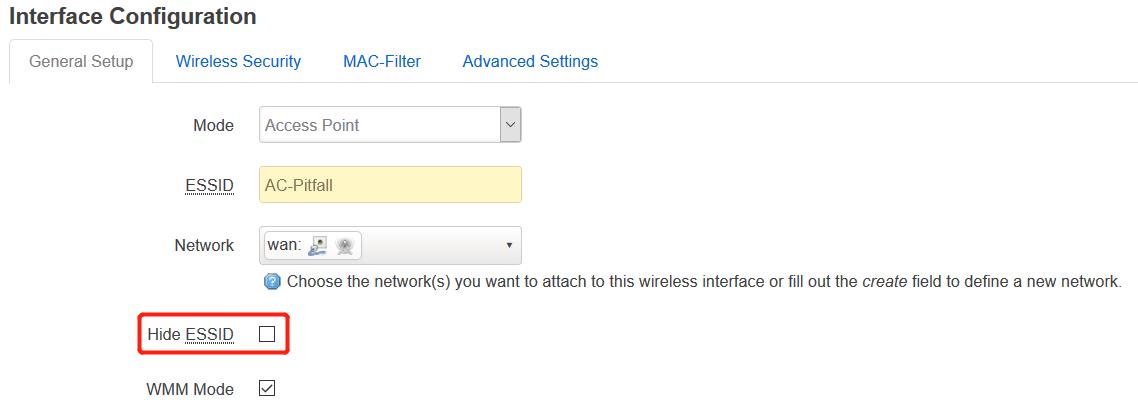 Interface Configuration
General Setup Wireless Security MAC-Filter Advanced Settings
Mode Access Point
ESSID AC-Pitfall
Network wan:
Choose the network(s) you want to attach to this wireless interface or fill out the create field to define a new network.
Hide ESSID
WMM Mode